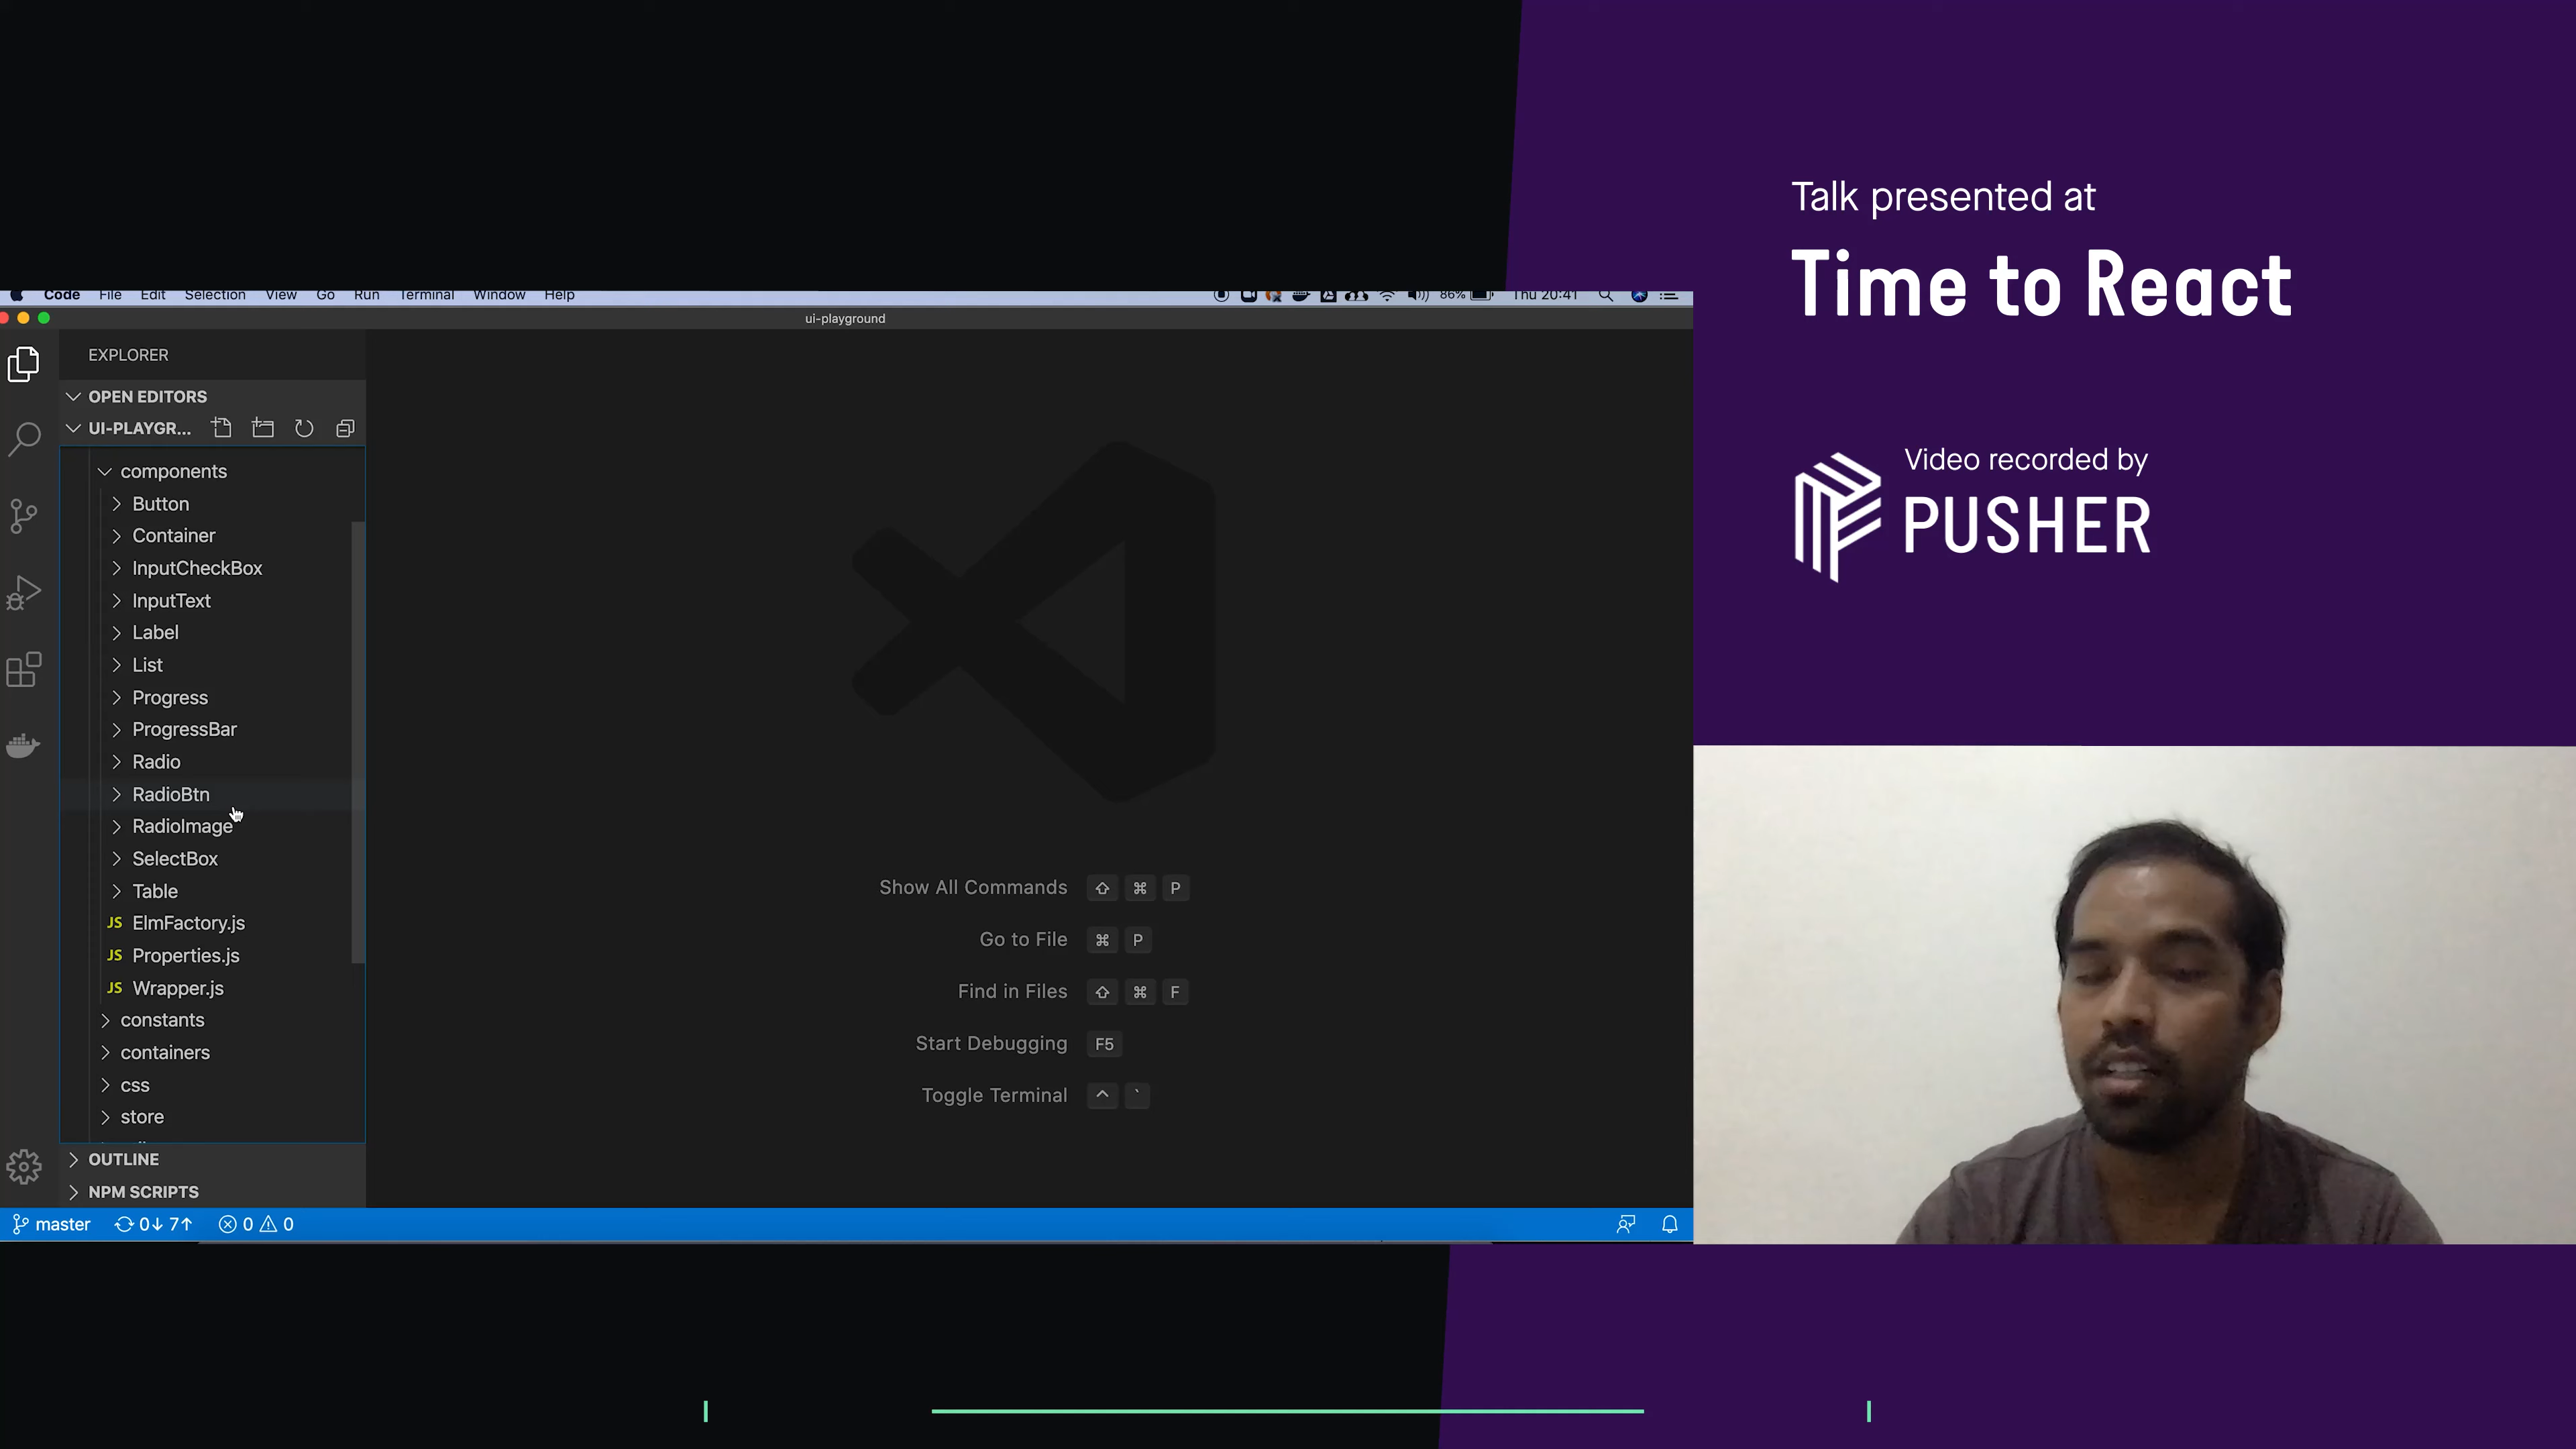 Talk presented at
Time to React
Video recorded by
PUSHER
Code File Edit Selection View Go Run Terminal Window Help
86% Thu 20:41
ui-playground
EXPLORER
OPEN EDITORS
UI-PLAYGR...
components
Button
Container
InputCheckBox
InputText
Label
List
Progress
ProgressBar
Radio
RadioBtn
RadioImage
SelectBox
Table
JS ElmFactory.js
JS Properties.js
JS Wrapper.js
constants
containers
css
store
OUTLINE
NPM SCRIPTS
Show All Commands ⇧ ⌘ P
Go to File ⌘ P
Find in Files ⇧ ⌘ F
Start Debugging F5
Toggle Terminal ^ `
master 0↓ 7↑ 0 0